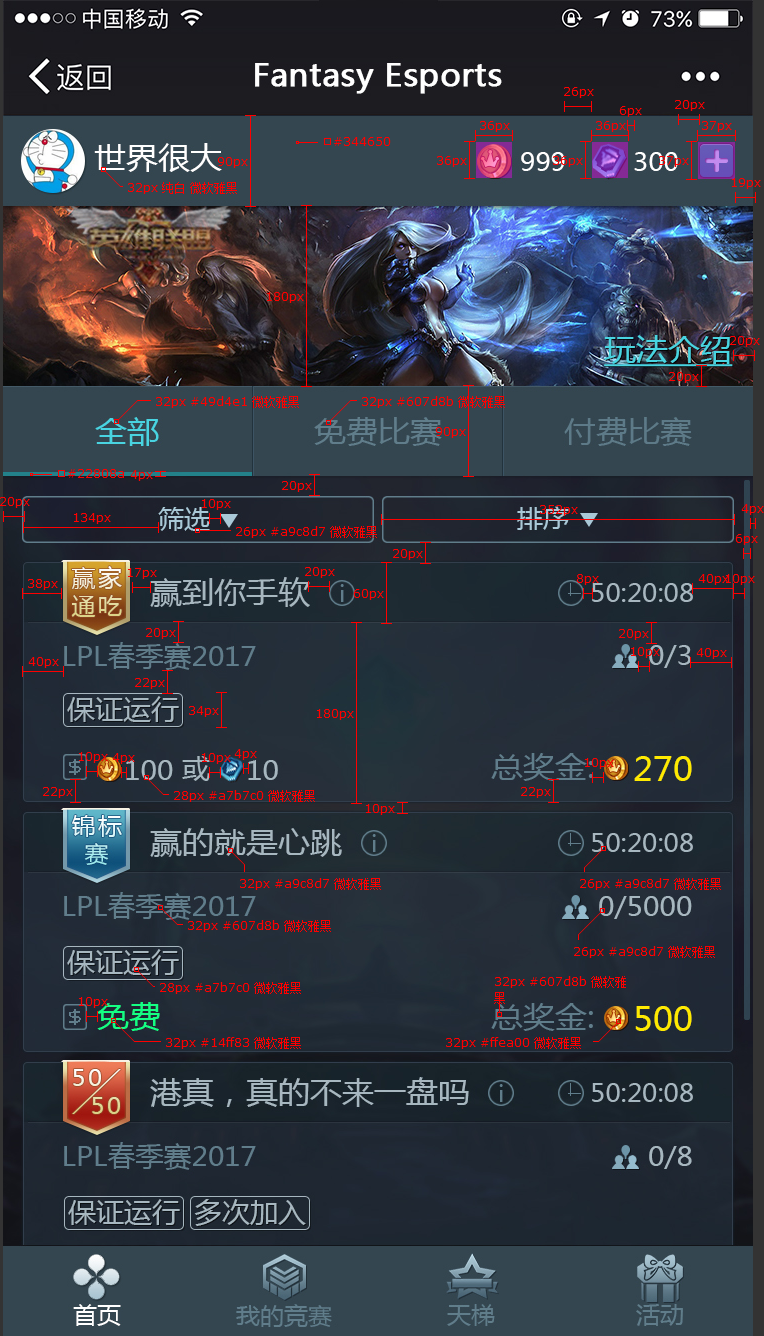 中国移动 73%
返回 Fantasy Esports
26px
6px 20px
36px 36px 37px
#344650
世界很大 90px 36px 999 300
19px
32px 纯白 微软雅黑
英雄联盟
180px
玩法介绍 20px
20px
32px #49d4e1 微软雅黑 32px #607d8b 微软雅黑
全部 免费比赛 90px 付费比赛
4px
20px
20px 134px 筛选 10px 排序 4px
26px #a9c8d7 微软雅黑 6px
20px
赢家通吃 17px 20px 8px 40px 10px
38px 赢到你手软 60px 50:20:08
20px 20px
LPL春季赛2017 10px 0/3 40px
40px
22px
保证运行 34px 180px
10px 4px 10px 4px 10px
$ 100 或 10 总奖金: 270
22px 28px #a7b7c0 微软雅黑 22px
10px
锦标赛 赢的就是心跳 50:20:08
32px #a9c8d7 微软雅黑 26px #a9c8d7 微软雅黑
LPL春季赛2017 0/5000
32px #607d8b 微软雅黑
26px #a9c8d7 微软雅黑
保证运行
28px #a7b7c0 微软雅黑 32px #607d8b 微软雅黑
10px
$ 免费 总奖金: 500
32px #14ff83 微软雅黑 32px #ffea00 微软雅黑
50/50 港真，真的不来一盘吗 50:20:08
LPL春季赛2017 0/8
保证运行 多次加入
首页 我的竞赛 天梯 活动